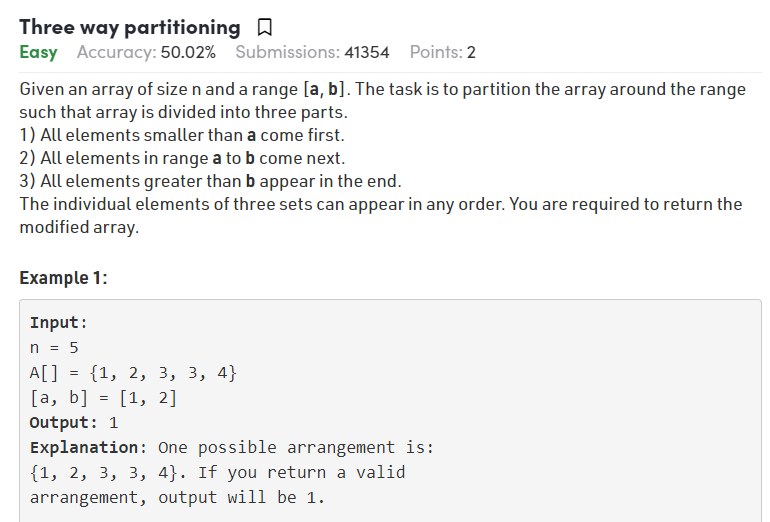 Three way partitioning
Easy Accuracy: 50.02% Submissions: 41354 Points: 2
Given an array of size n and a range [a, b]. The task is to partition the array around the range
such that array is divided into three parts.
1) All elements smaller than a come first.
2) All elements in range a to b come next.
3) All elements greater than b appear in the end.
The individual elements of three sets can appear in any order. You are required to return the
modified array.
Example 1:
Input:
n = 5
A[] = {1, 2, 3, 3, 4}
[a, b] = [1, 2]
Output: 1
Explanation: One possible arrangement is:
{1, 2, 3, 3, 4}. If you return a valid
arrangement, output will be 1.